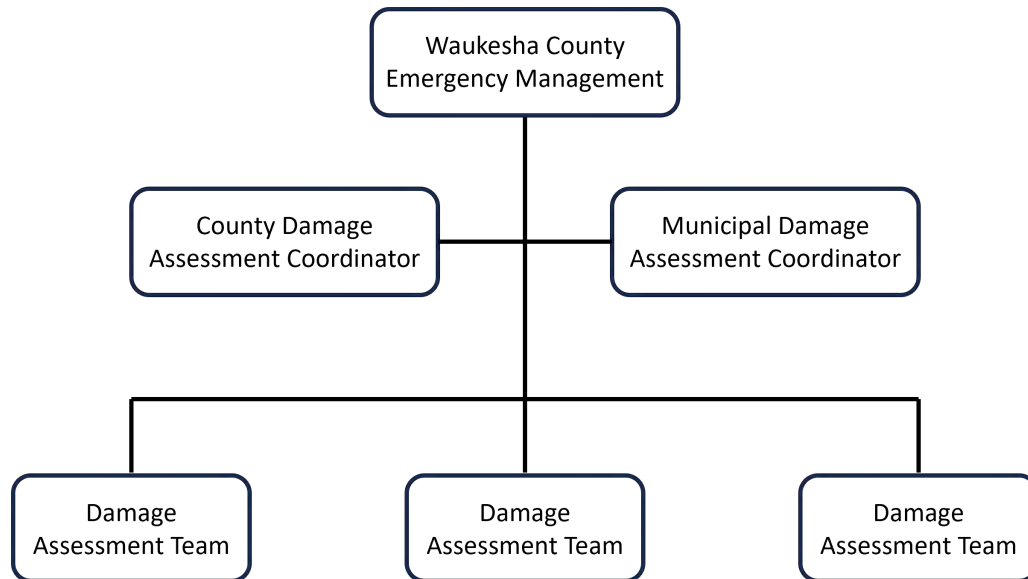 Waukesha County
Emergency Management
County Damage
Assessment Coordinator
Municipal Damage
Assessment Coordinator
Damage
Assessment Team
Damage
Assessment Team
Damage
Assessment Team